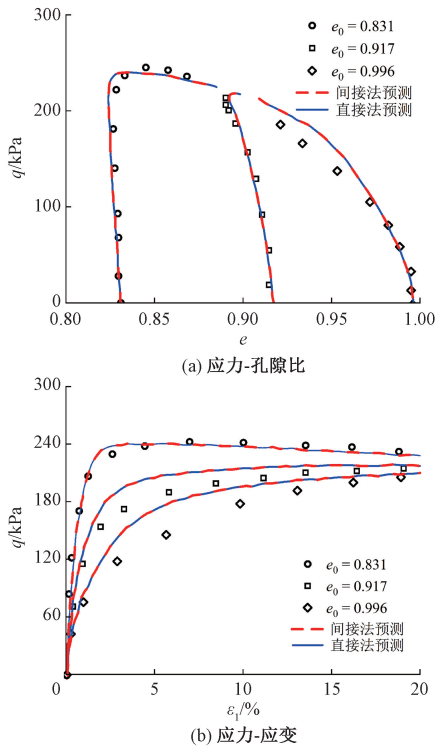 300
200
100
0.80
0.85
0.90
0.95
1.00
q/kPa
e
e0 = 0.831
e0 = 0.917
e0 = 0.996
间接法预测
直接法预测
(a) 应力-孔隙比
300
240
180
120
60
0
5
10
15
20
q/kPa
ε1/%
e0 = 0.831
e0 = 0.917
e0 = 0.996
间接法预测
直接法预测
(b) 应力-应变